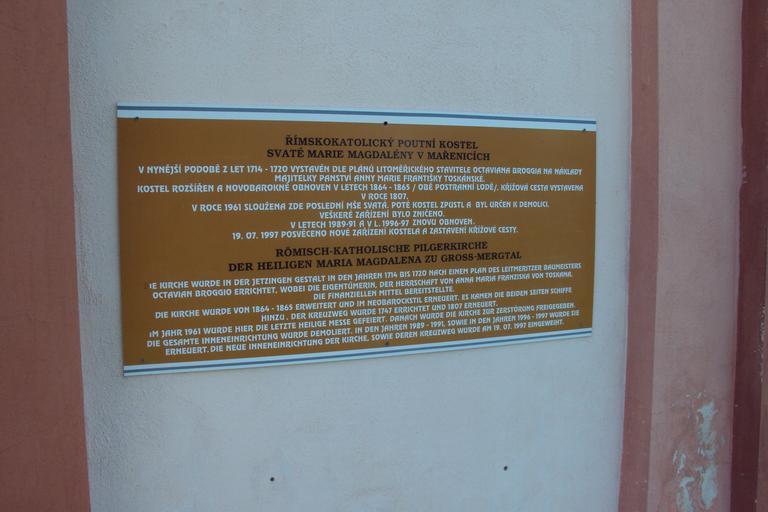 ŘÍMSKOKATOLICKÝ POUTNÍ KOSTEL
SVATÉ MARIE MAGDALÉNY V MAŘENICÍCH
V NYNĚJŠÍ PODOBĚ Z LET 1714 - 1720 VYSTAVĚN DLE PLÁNŮ LITOMĚŘICKÉHO STAVITELE OCTAVIANA BROGGIA NA NÁKLADY
MAJITELKY PANSTVÍ ANNY MARIE FRANTIŠKY TOSKÁNSKÉ.
KOSTEL ROZŠÍŘEN A NOVOBAROKNĚ OBNOVEN V LETECH 1864 - 1865 / OBĚ POSTRANNÍ LODĚ/. KŘÍŽOVÁ CESTA VYSTAVENA
V ROCE 1807.
V ROCE 1961 SLOUŽENA ZDE POSLEDNÍ MŠE SVATÁ. POTÉ KOSTEL ZPUSTL A BYL URČEN K DEMOLICI.
VEŠKERÉ ZAŘÍZENÍ BYLO ZNIČENO.
V LETECH 1989-91 A V L. 1996-97 ZNOVU OBNOVEN.
19. 07. 1997 POSVĚCENO NOVÉ ZAŘÍZENÍ KOSTELA A ZASTAVENÍ KŘÍŽOVÉ CESTY.
RÖMISCH-KATHOLISCHE PILGERKIRCHE
DER HEILIGEN MARIA MAGDALENA ZU GROSS-MERGTAL
IE KIRCHE WURDE IN DER JETZINGEN GESTALT IN DEN JAHREN 1714 BIS 1720 NACH EINEN PLAN DES LEITMERITZER BAUMEISTERS
OCTAVIAN BROGGIO ERRICHTET, WOBEI DIE EIGENTÜMERIN, DER HERRSCHAFT VON ANNA MARIA FRANZISKA VON TOSKANA,
DIE FINANZIELLEN MITTEL BEREITSTELLTE.
DIE KIRCHE WURDE VON 1864 - 1865 ERWEITERT UND IM NEOBAROCKSTIL ERNEUERT. ES KAMEN DIE BEIDEN SEITEN SCHIFFE
HINZU . DER KREUZWEG WURDE 1747 ERRICHTET UND 1807 ERNEUERT.
IM JAHR 1961 WURDE HIER DIE LETZTE HEILIGE MESSE GEFEIERT. DANACH WURDE DIE KIRCHE ZUR ZERSTÖRUNG FREIGEGEBEN.
DIE GESAMTE INNENEINRICHTUNG WURDE DEMOLIERT. IN DEN JAHREN 1989 - 1991, SOWIE IN DEN JAHREN 1996 - 1997 WURDE SIE
ERNEUERT. DIE NEUE INNENEINRICHTUNG DER KIRCHE, SOWIE DEREN KREUZWEG WURDE AM 19. 07. 1997 EINGEWEIHT.